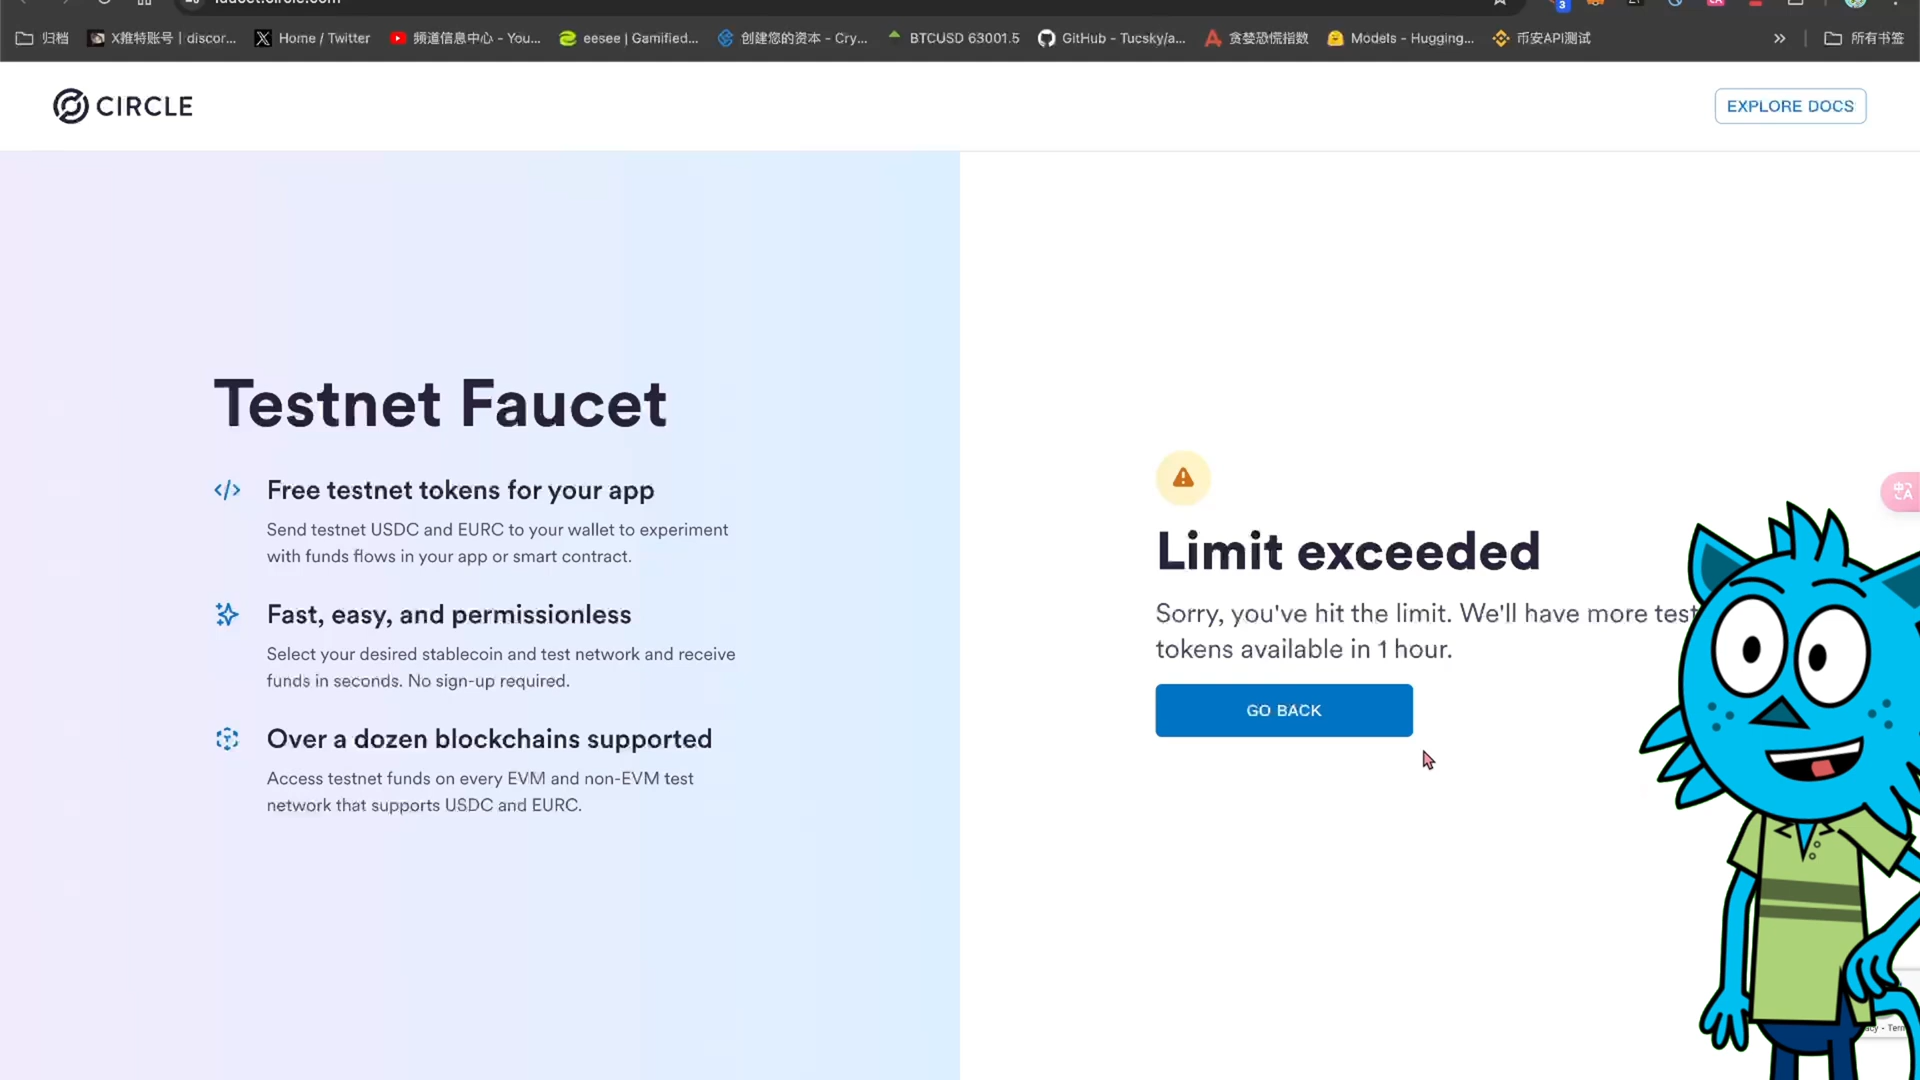 归档
X推特账号 | discor...
Home / Twitter
频道信息中心 - You...
eesee | Gamified...
创建您的资本 - Cry...
BTCUSD 63001.5
GitHub - Tucsky/a...
贪婪恐慌指数
Models - Hugging...
币安API测试
所有书签
CIRCLE
EXPLORE DOCS
Testnet Faucet
Free testnet tokens for your app
Send testnet USDC and EURC to your wallet to experiment
with funds flows in your app or smart contract.
Fast, easy, and permissionless
Select your desired stablecoin and test network and receive
funds in seconds. No sign-up required.
Over a dozen blockchains supported
Access testnet funds on every EVM and non-EVM test
network that supports USDC and EURC.
Limit exceeded
Sorry, you've hit the limit. We'll have more test
tokens available in 1 hour.
GO BACK